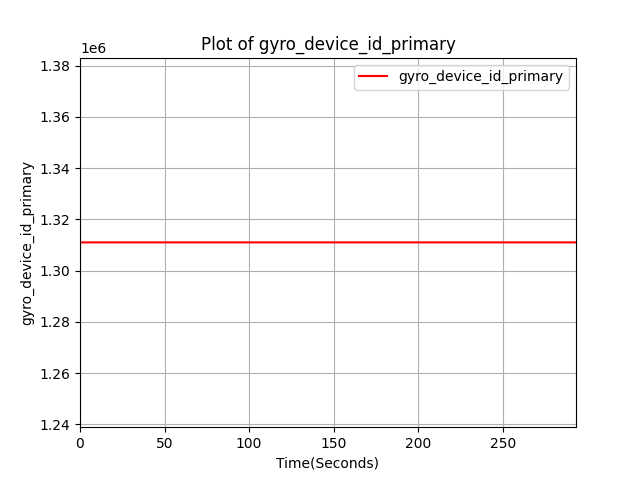 Plot of gyro_device_id_primary
1e6
gyro_device_id_primary
1.38
1.36
1.34
1.32
1.30
1.28
1.26
1.24
gyro_device_id_primary
0 50 100 150 200 250
Time(Seconds)